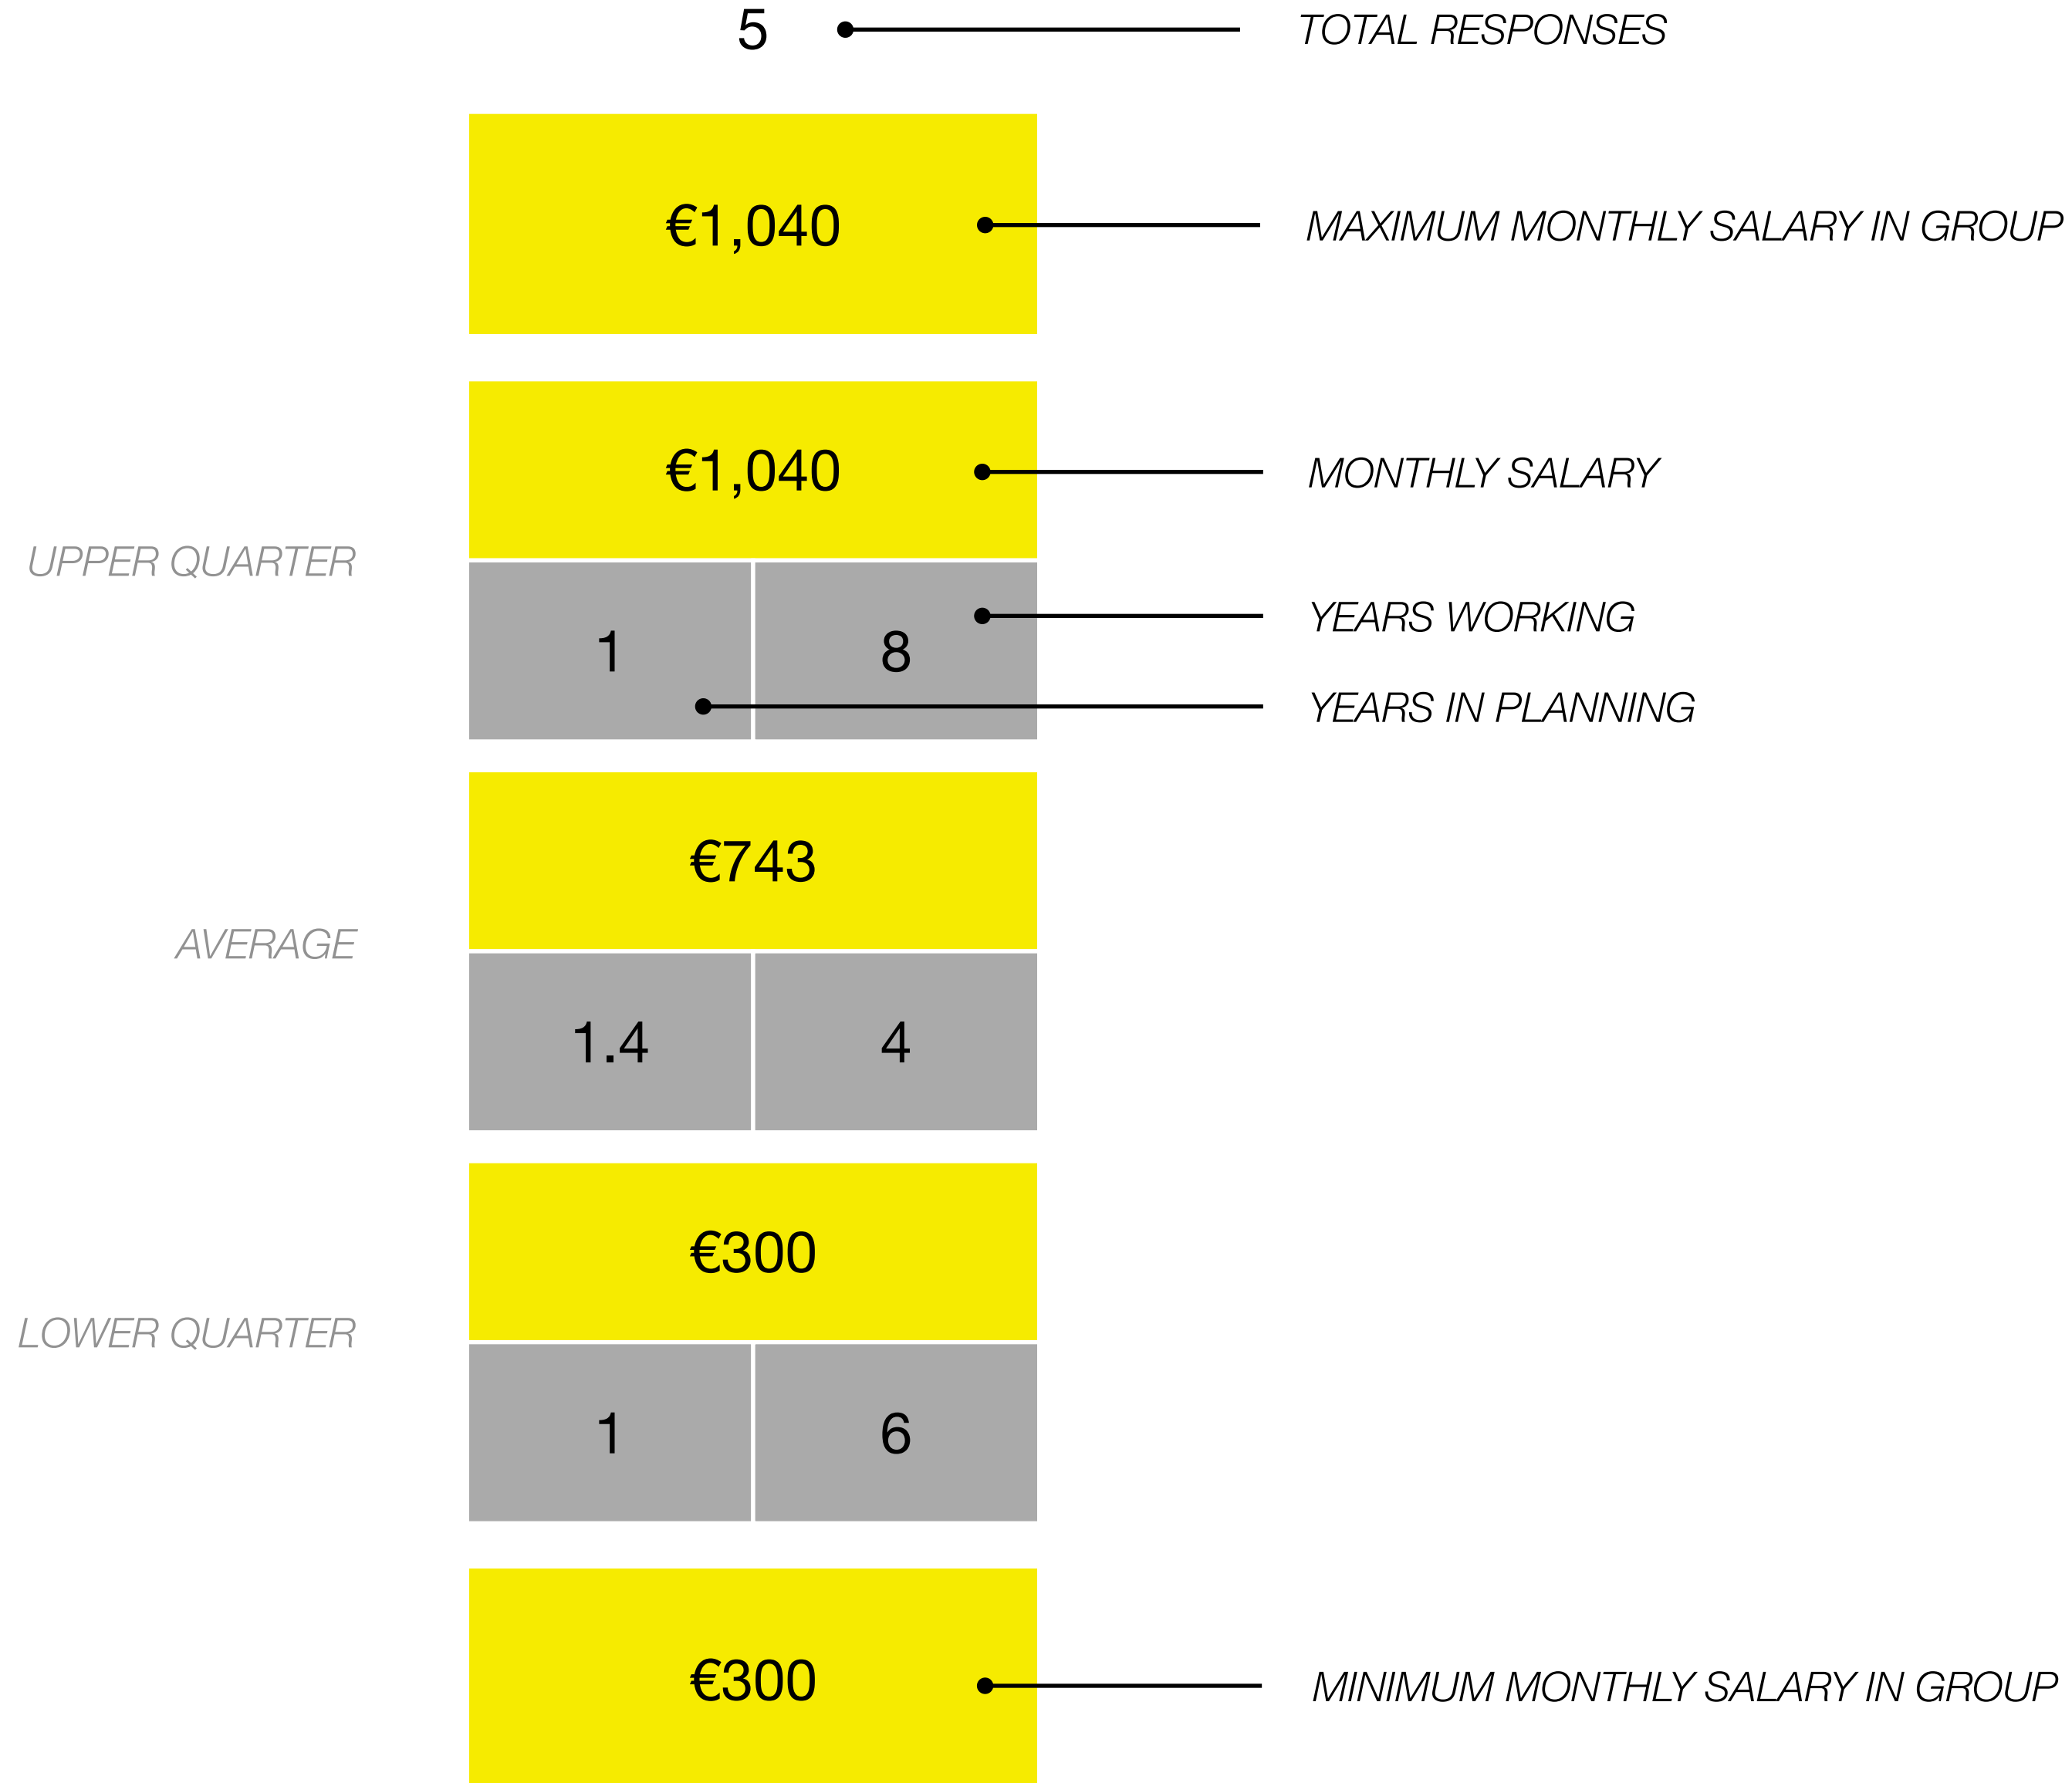 5 TOTAL RESPONSES
€1,040 MAXIMUM MONTHLY SALARY IN GROUP
€1,040 MONTHLY SALARY
UPPER QUARTER
1 8 YEARS WORKING
YEARS IN PLANNING
€743
AVERAGE
1.4 4
€300
LOWER QUARTER
1 6
€300 MINIMUM MONTHLY SALARY IN GROUP